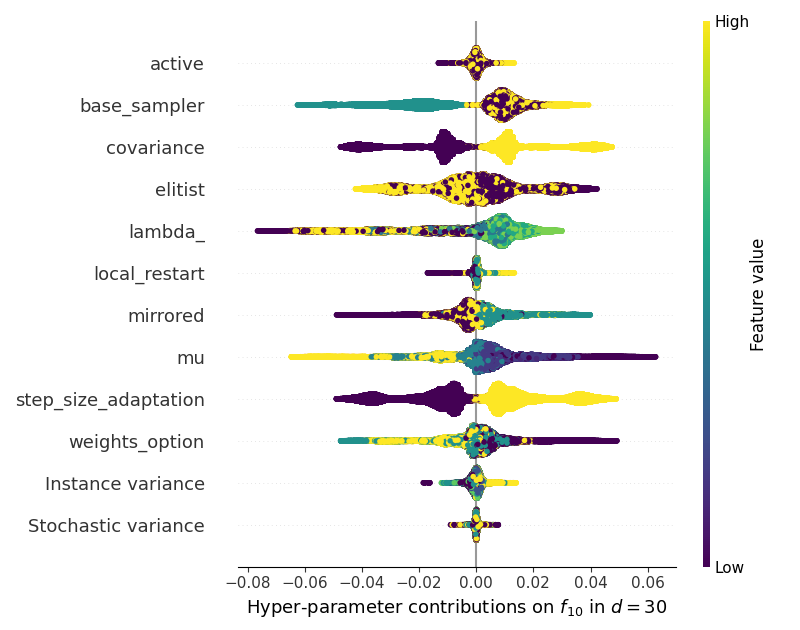 High
active
base_sampler
covariance
elitist
lambda_
local_restart
mirrored
mu
step_size_adaptation
weights_option
Instance variance
Stochastic variance
Feature value
Low
−0.08 −0.06 −0.04 −0.02 0.00 0.02 0.04 0.06
Hyper-parameter contributions on $f_{10}$ in $d = 30$